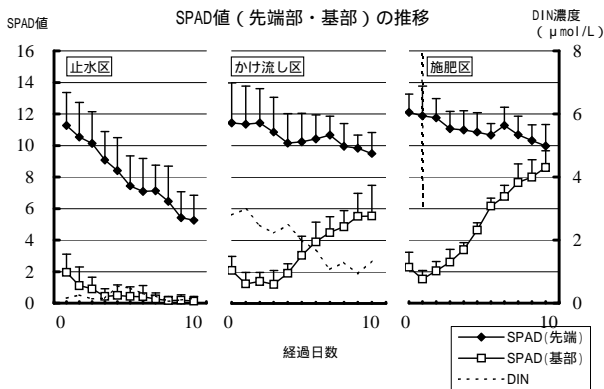 SPAD値（先端部・基部）の推移
SPAD値
DIN濃度
（μmol/L）
16
14
12
10
8
6
4
2
0
止水区
かけ流し区
施肥区
8
6
4
2
0
0 10 0 10 0 10
経過日数
SPAD(先端)
SPAD(基部)
DIN